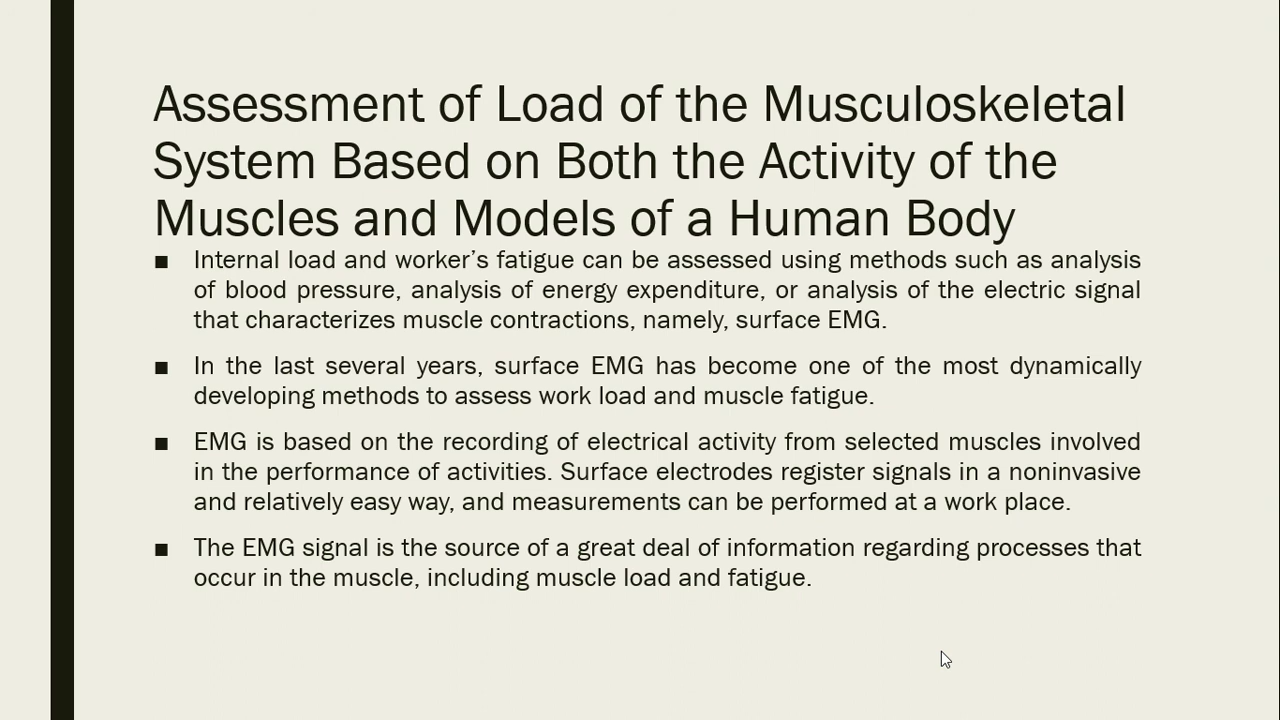 Assessment of Load of the Musculoskeletal
System Based on Both the Activity of the
Muscles and Models of a Human Body
■ Internal load and worker’s fatigue can be assessed using methods such as analysis
of blood pressure, analysis of energy expenditure, or analysis of the electric signal
that characterizes muscle contractions, namely, surface EMG.
■ In the last several years, surface EMG has become one of the most dynamically
developing methods to assess work load and muscle fatigue.
■ EMG is based on the recording of electrical activity from selected muscles involved
in the performance of activities. Surface electrodes register signals in a noninvasive
and relatively easy way, and measurements can be performed at a work place.
■ The EMG signal is the source of a great deal of information regarding processes that
occur in the muscle, including muscle load and fatigue.